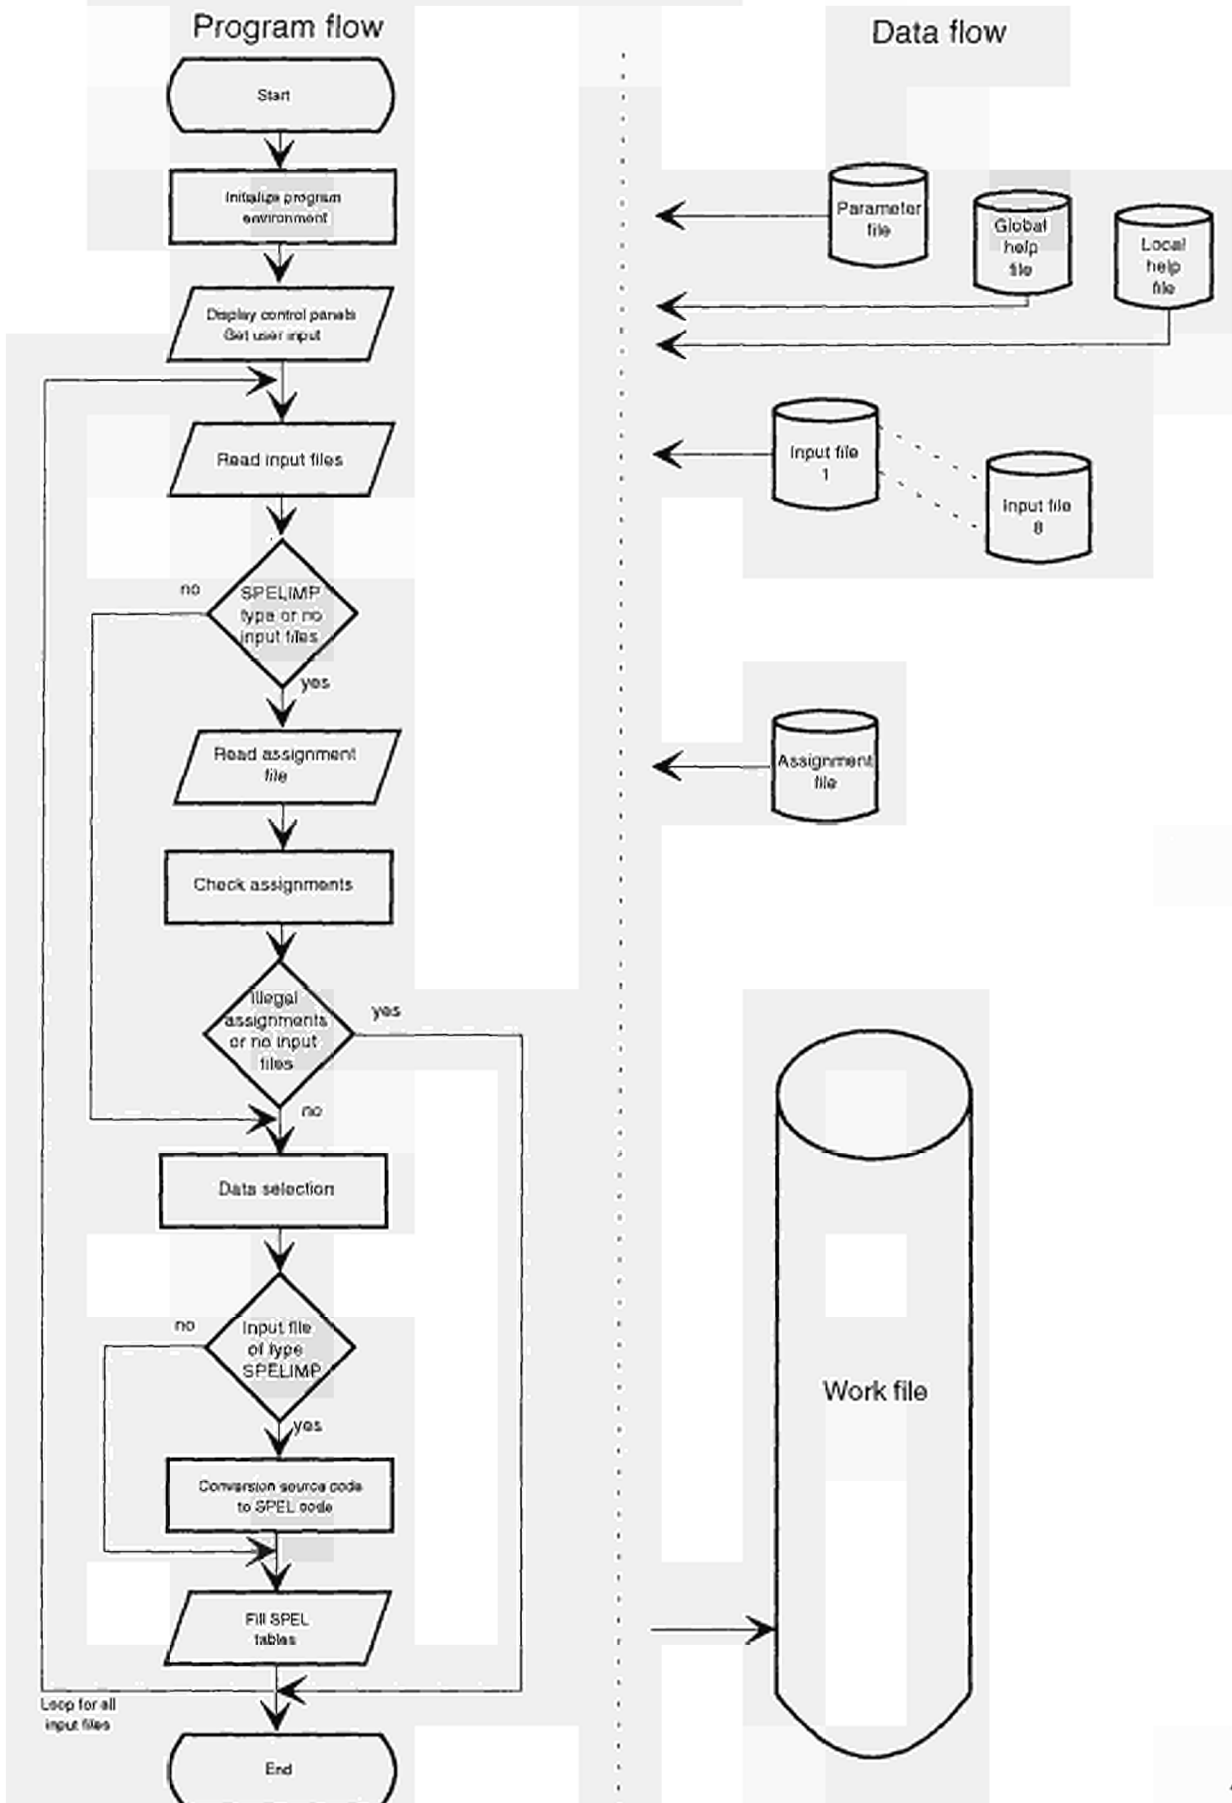 Program flow
Data flow
Start
Initialize program
environment
Parameter
file
Global
help
file
Local
help
file
Display control panels
Get user input
Read input files
Input file
1
Input file
8
no
SPELIMP
type or no
input files
yes
Read assignment
file
Assignment
file
Check assignments
Illegal
assignments
or no input
files
yes
no
Data selection
no
Input file
of type
SPELIMP
yes
Work file
Conversion source code
to SPEL code
Fill SPEL
tables
Loop for all
input files
End